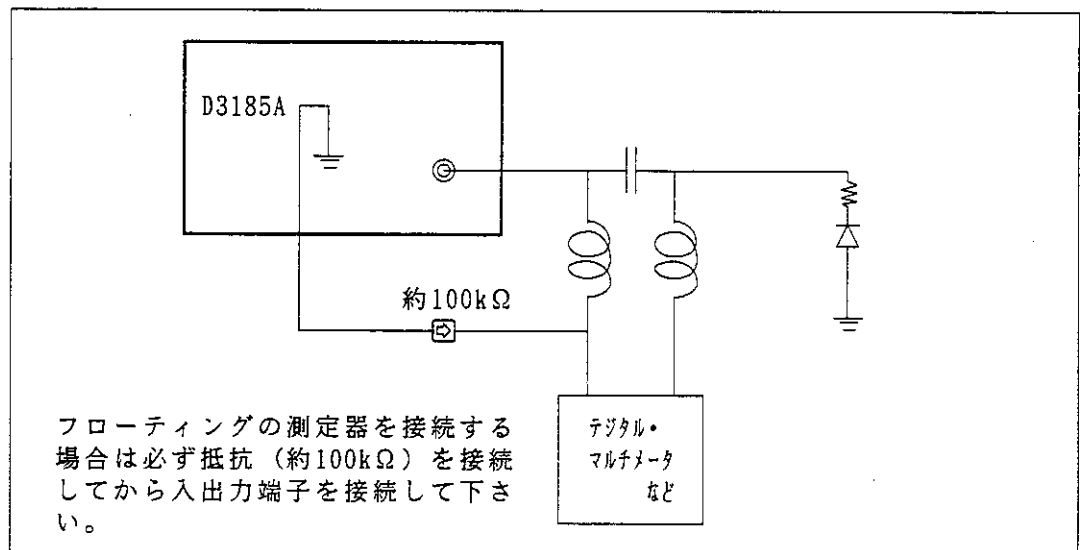 D3185A
約100kΩ
フローティングの測定器を接続する
場合は必ず抵抗（約100kΩ）を接続
してから入出力端子を接続して下さ
い。
デジタル・
マルチメータ
など